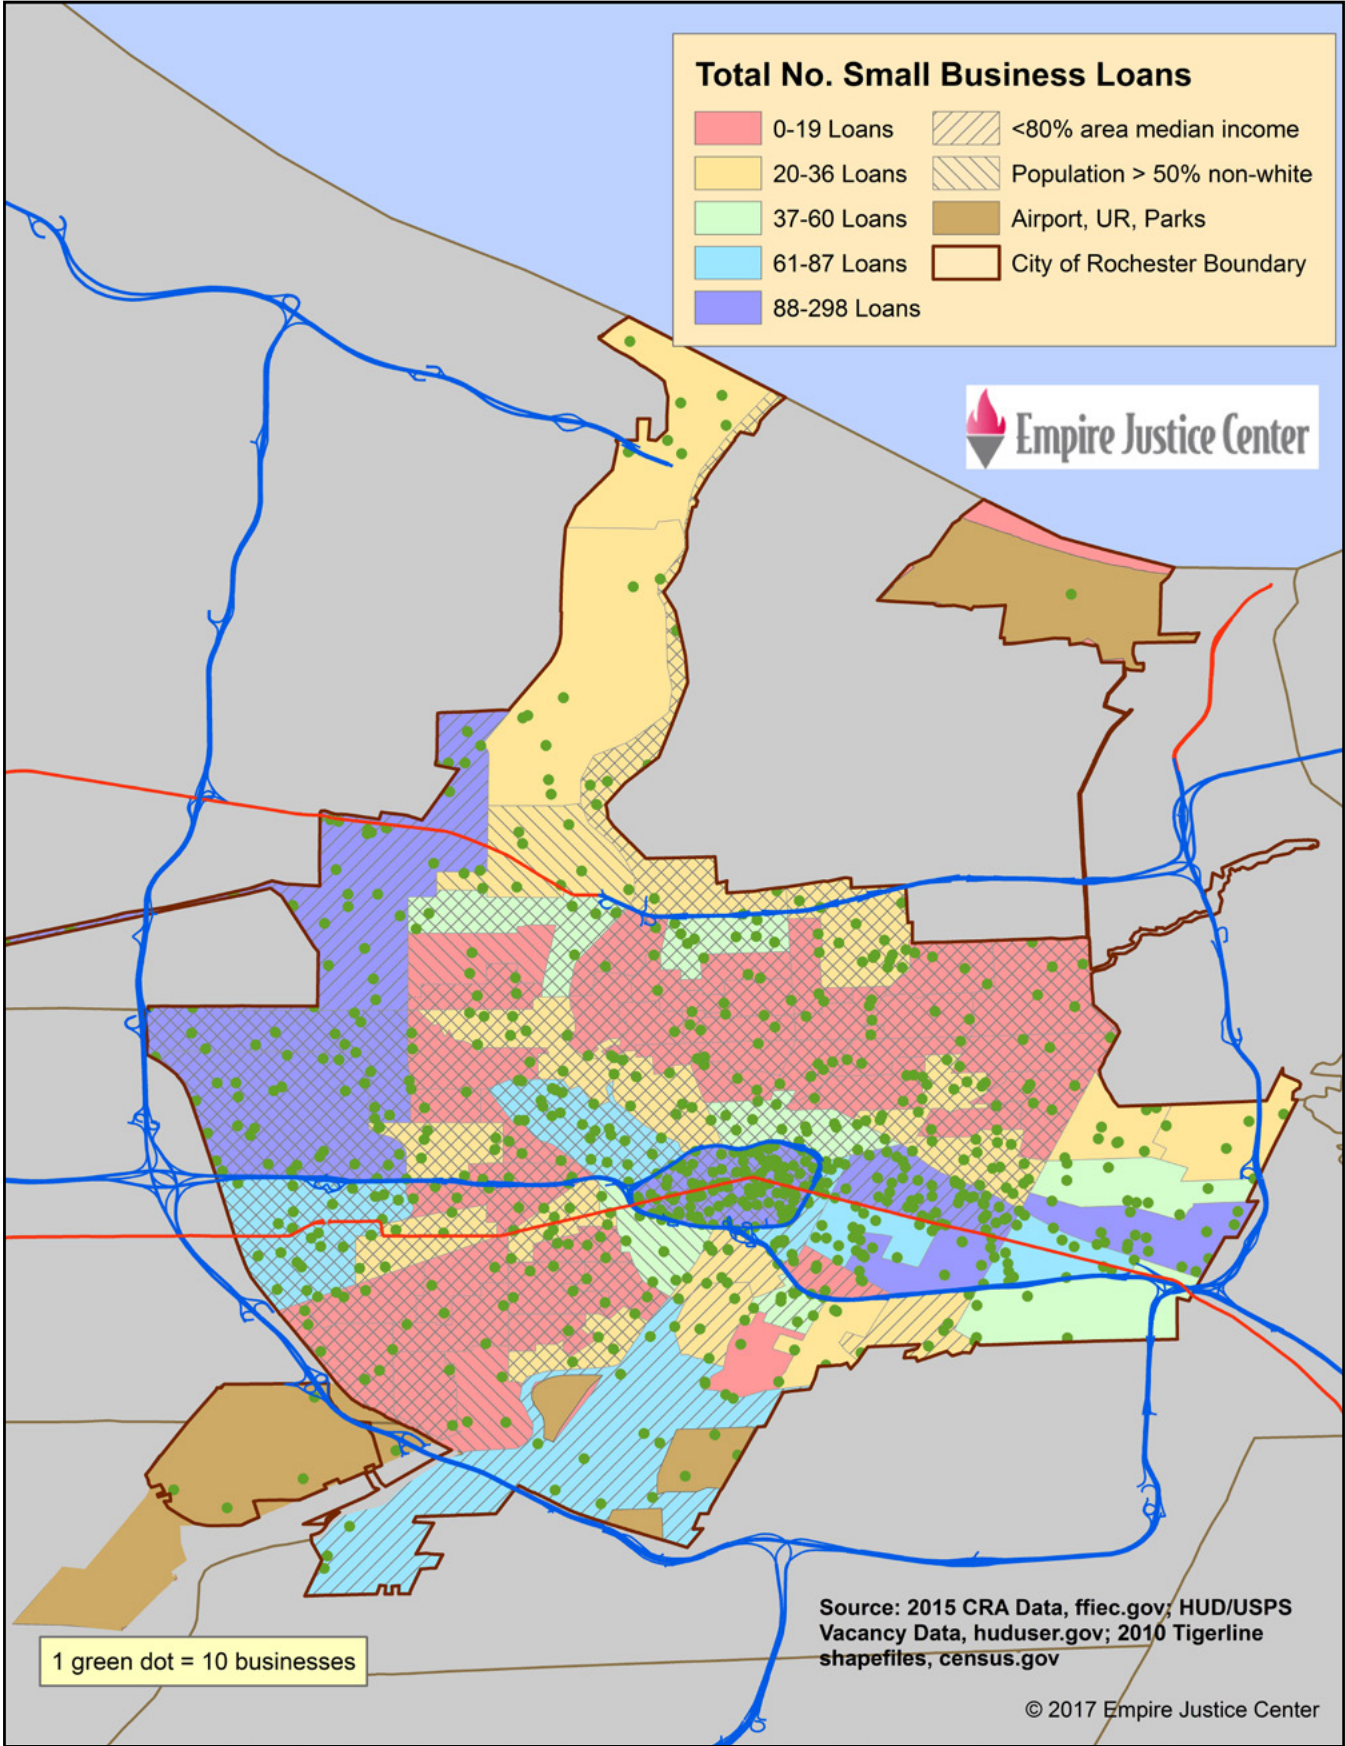 Total No. Small Business Loans
0-19 Loans
20-36 Loans
37-60 Loans
61-87 Loans
88-298 Loans
<80% area median income
Population > 50% non-white
Airport, UR, Parks
City of Rochester Boundary
Empire Justice Center
1 green dot = 10 businesses
Source: 2015 CRA Data, ffiec.gov; HUD/USPS
Vacancy Data, huduser.gov; 2010 Tigerline
shapefiles, census.gov
© 2017 Empire Justice Center